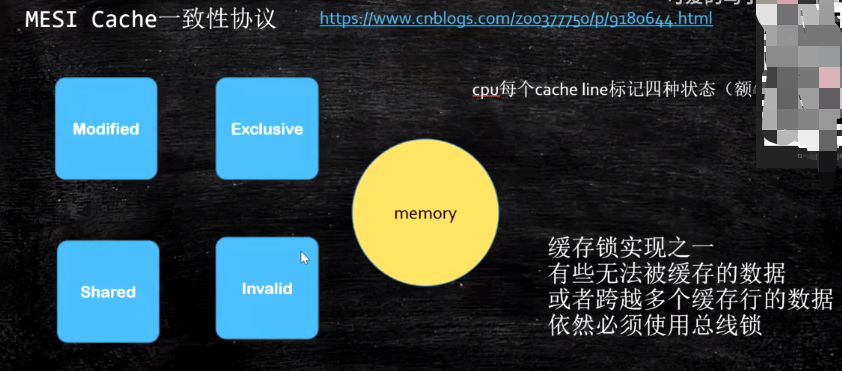 MESI Cache一致性协议
https://www.cnblogs.com/z00377750/p/9180644.html
cpu每个cache line标记四种状态（额
Modified
Exclusive
memory
Shared
Invalid
缓存锁实现之一
有些无法被缓存的数据
或者跨越多个缓存行的数据
依然必须使用总线锁